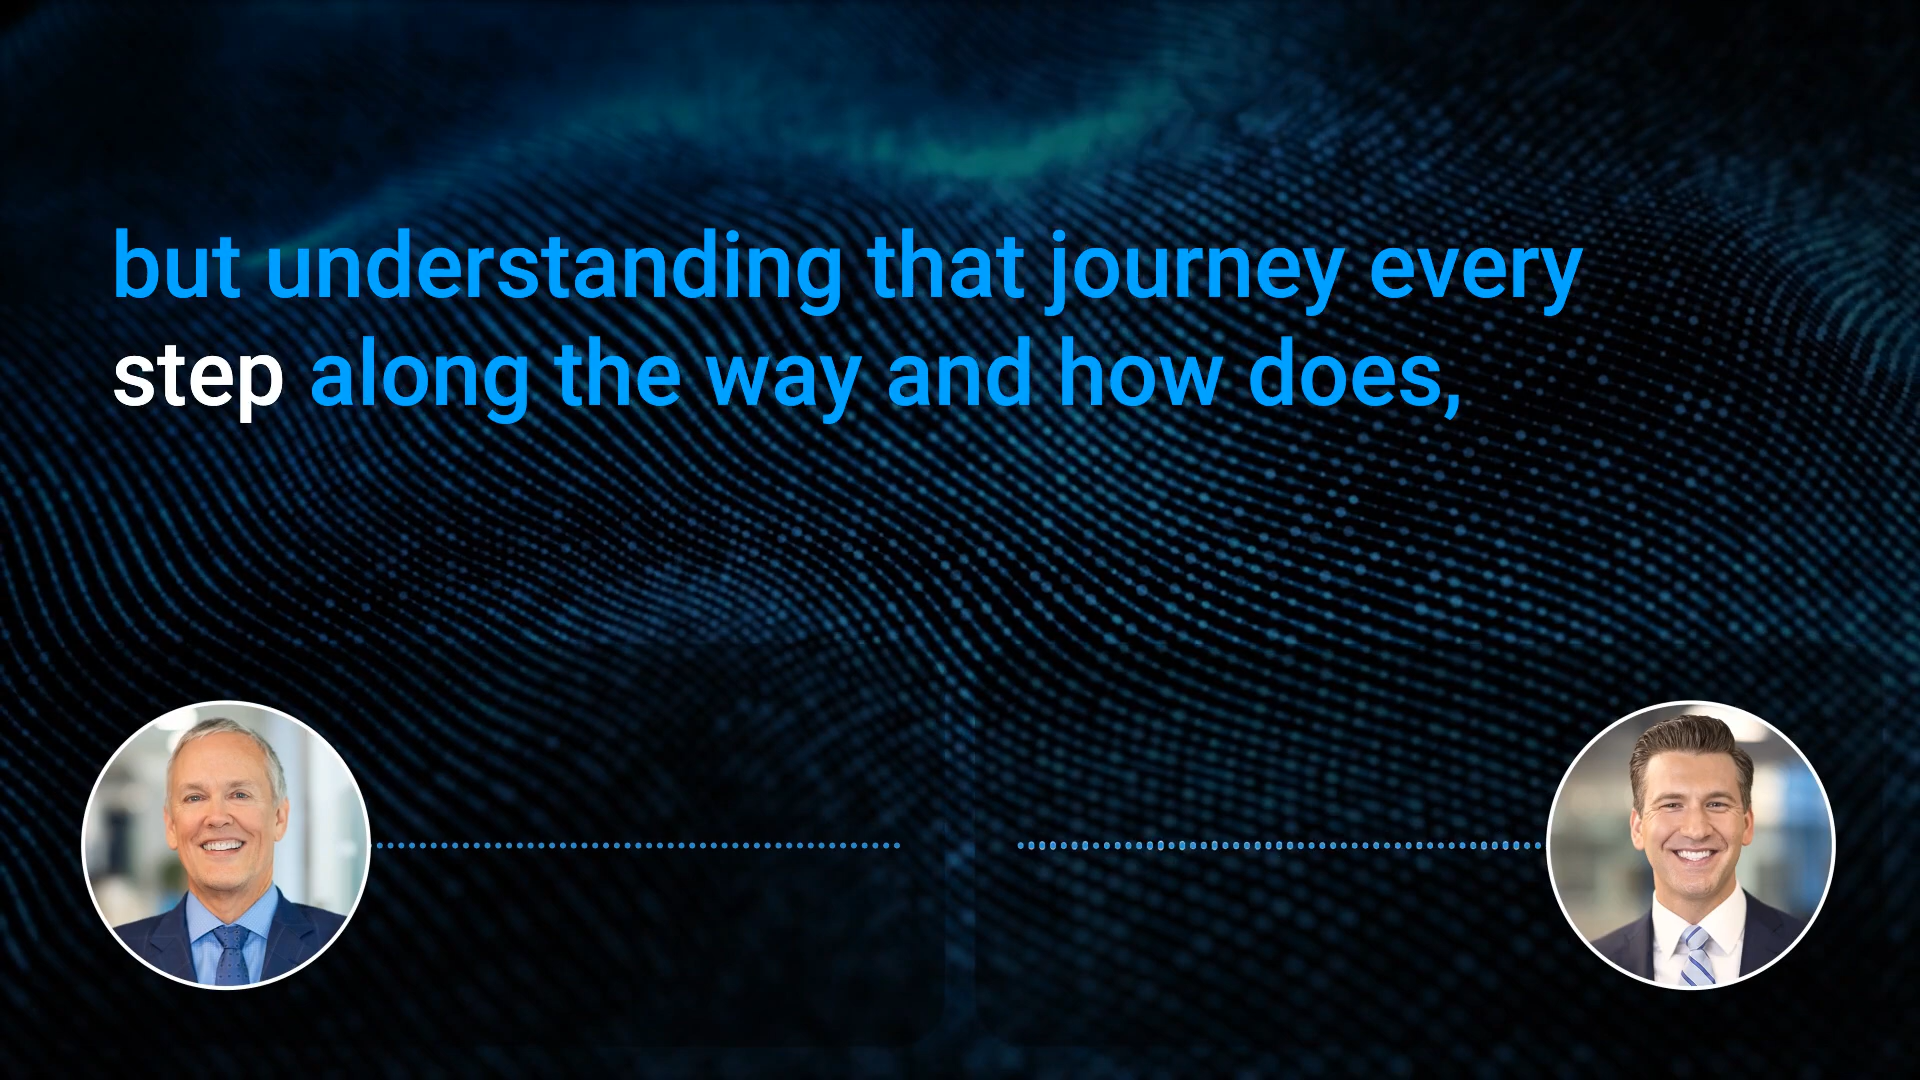 but understanding that journey every
step along the way and how does,